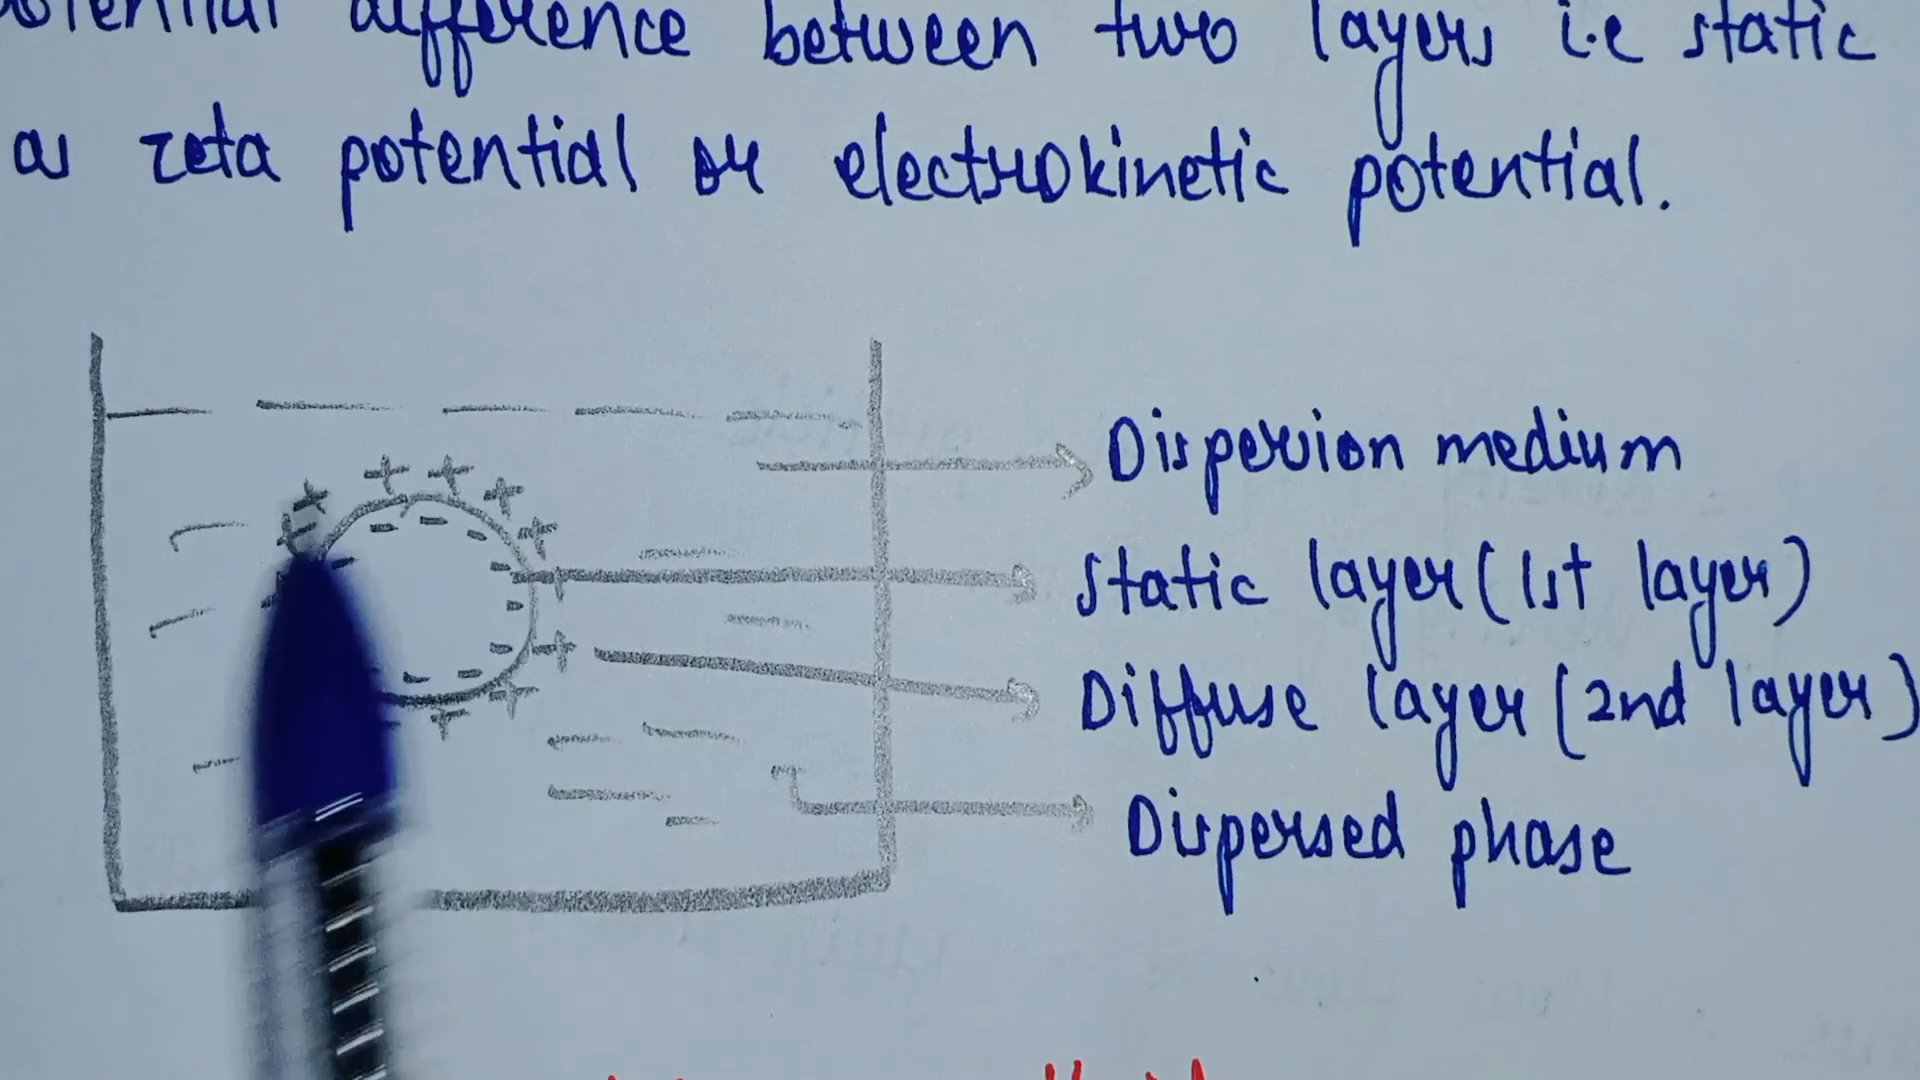 potential difference between two layers i.e static
as zeta potential or electrokinetic potential.
Dispersion medium
Static layer (1st layer)
Diffuse layer (2nd layer)
Dispersed phase